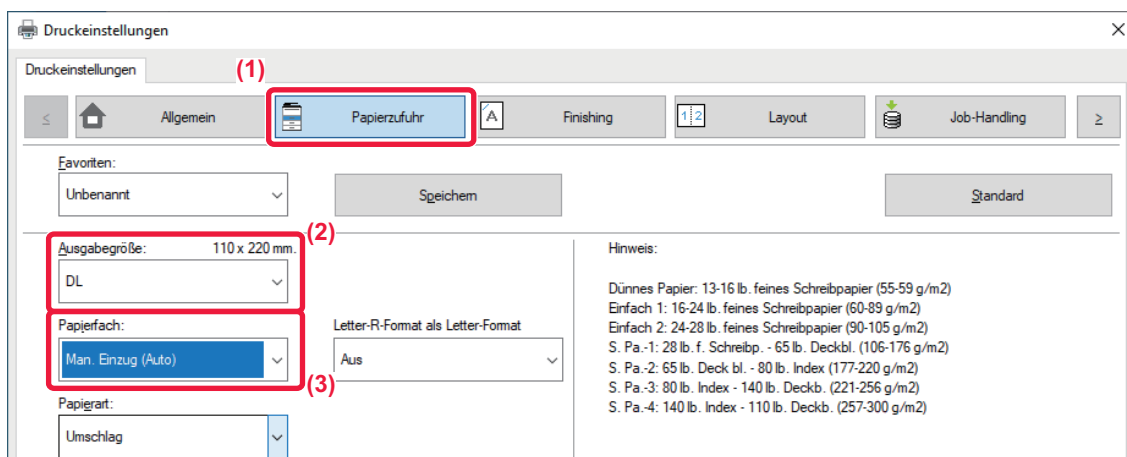 Druckeinstellungen
Druckeinstellungen
(1)
< Allgemein Papierzufuhr A Finishing 1 2 Layout Job-Handling >
Favoriten:
Unbenannt Speichern Standard
(2)
Ausgabegröße: 110 x 220 mm.
DL
Papierfach:
Man. Einzug (Auto)
(3)
Letter-R-Format als Letter-Format
Aus
Papierart:
Umschlag
Hinweis:
Dünnes Papier: 13-16 lb. feines Schreibpapier (55-59 g/m2)
Einfach 1: 16-24 lb. feines Schreibpapier (60-89 g/m2)
Einfach 2: 24-28 lb. feines Schreibpapier (90-105 g/m2)
S. Pa.-1: 28 lb. f. Schreibp. - 65 lb. Deckbl. (106-176 g/m2)
S. Pa.-2: 65 lb. Deck bl. - 80 lb. Index (177-220 g/m2)
S. Pa.-3: 80 lb. Index - 140 lb. Deckb. (221-256 g/m2)
S. Pa.-4: 140 lb. Index - 110 lb. Deckb. (257-300 g/m2)